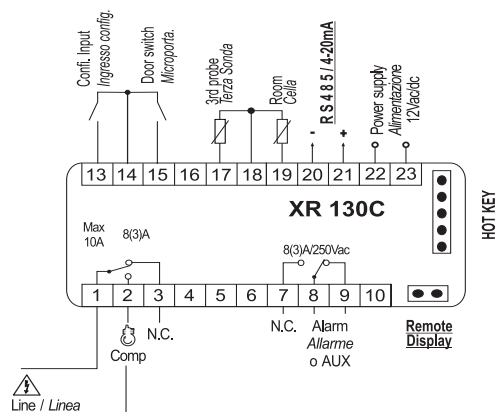 Confi. Input
Ingresso config.
Door switch
Microporta.
3rd probe
Terza Sonda
Room
Cella
RS485/4-20mA
- +
Power supply
Alimentazione
12Vac/dc
13 14 15 16 17 18 19 20 21 22 23
XR 130C
HOT KEY
Max
10A
8(3)A
8(3)A/250Vac
1 2 3 4 5 6 7 8 9 10
N.C.
Comp
N.C.
Alarm
Allarme
o AUX
Remote
Display
Line / Linea